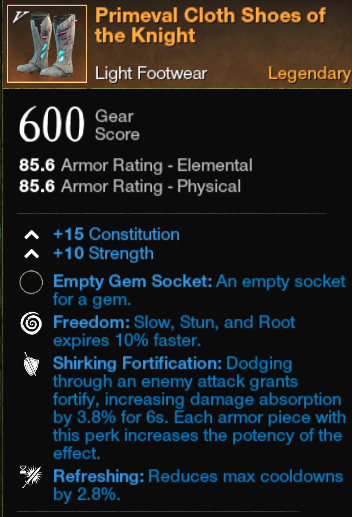 Primeval Cloth Shoes of
the Knight
Light Footwear Legendary
600 Gear
Score
85.6 Armor Rating - Elemental
85.6 Armor Rating - Physical
+15 Constitution
+10 Strength
Empty Gem Socket: An empty socket
for a gem.
Freedom: Slow, Stun, and Root
expires 10% faster.
Shirking Fortification: Dodging
through an enemy attack grants
fortify, increasing damage absorption
by 3.8% for 6s. Each armor piece with
this perk increases the potency of the
effect.
Refreshing: Reduces max cooldowns
by 2.8%.